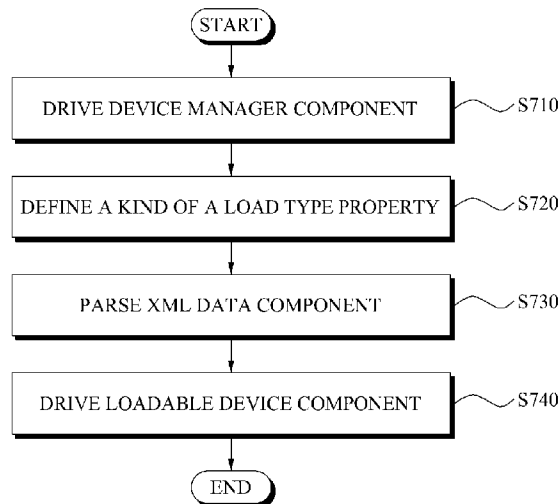 START
DRIVE DEVICE MANAGER COMPONENT
S710
DEFINE A KIND OF A LOAD TYPE PROPERTY
S720
PARSE XML DATA COMPONENT
S730
DRIVE LOADABLE DEVICE COMPONENT
S740
END